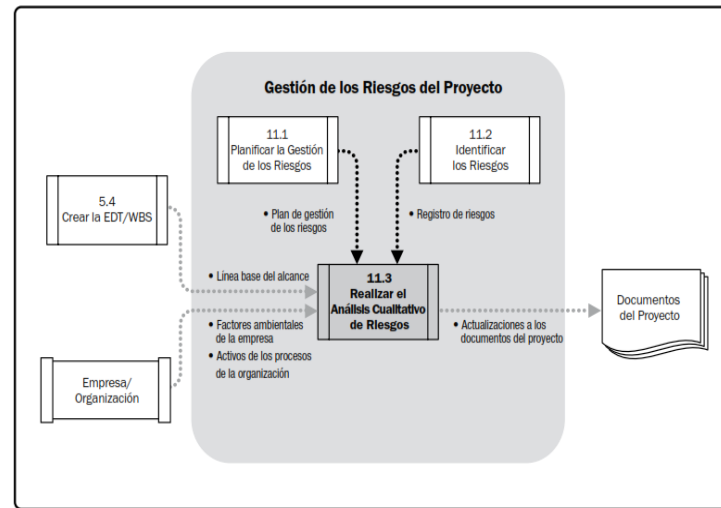 Gestión de los Riesgos del Proyecto
11.1
Planificar la Gestión
de los Riesgos
11.2
Identificar
los Riesgos
5.4
Crear la EDT/WBS
• Plan de gestión
de los riesgos
• Registro de riesgos
• Línea base del alcance
11.3
Realizar el
Análisis Cualitativo
de Riesgos
Documentos
del Proyecto
• Factores ambientales
de la empresa
• Activos de los procesos
de la organización
• Actualizaciones a los
documentos del proyecto
Empresa/
Organización